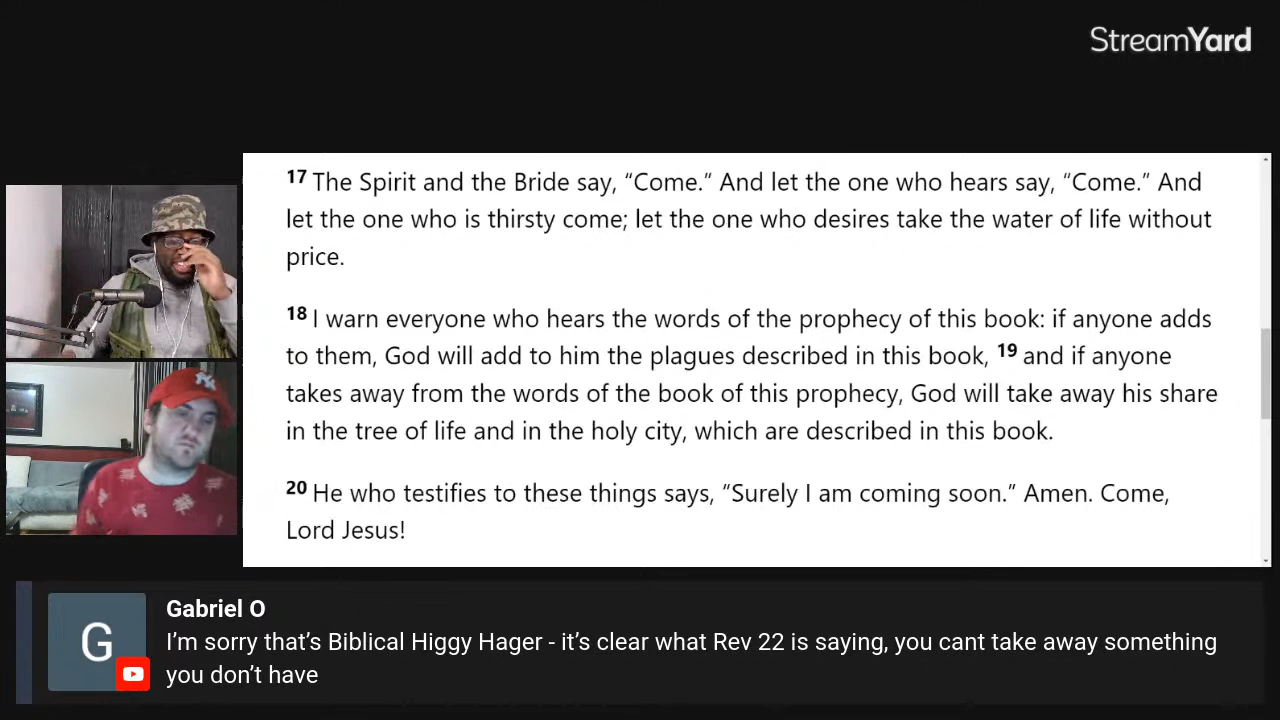 StreamYard
17 The Spirit and the Bride say, “Come.” And let the one who hears say, “Come.” And
let the one who is thirsty come; let the one who desires take the water of life without
price.
18 I warn everyone who hears the words of the prophecy of this book: if anyone adds
to them, God will add to him the plagues described in this book, 19 and if anyone
takes away from the words of the book of this prophecy, God will take away his share
in the tree of life and in the holy city, which are described in this book.
20 He who testifies to these things says, “Surely I am coming soon.” Amen. Come,
Lord Jesus!
G
Gabriel O
I’m sorry that’s Biblical Higgy Hager - it’s clear what Rev 22 is saying, you cant take away something
you don’t have